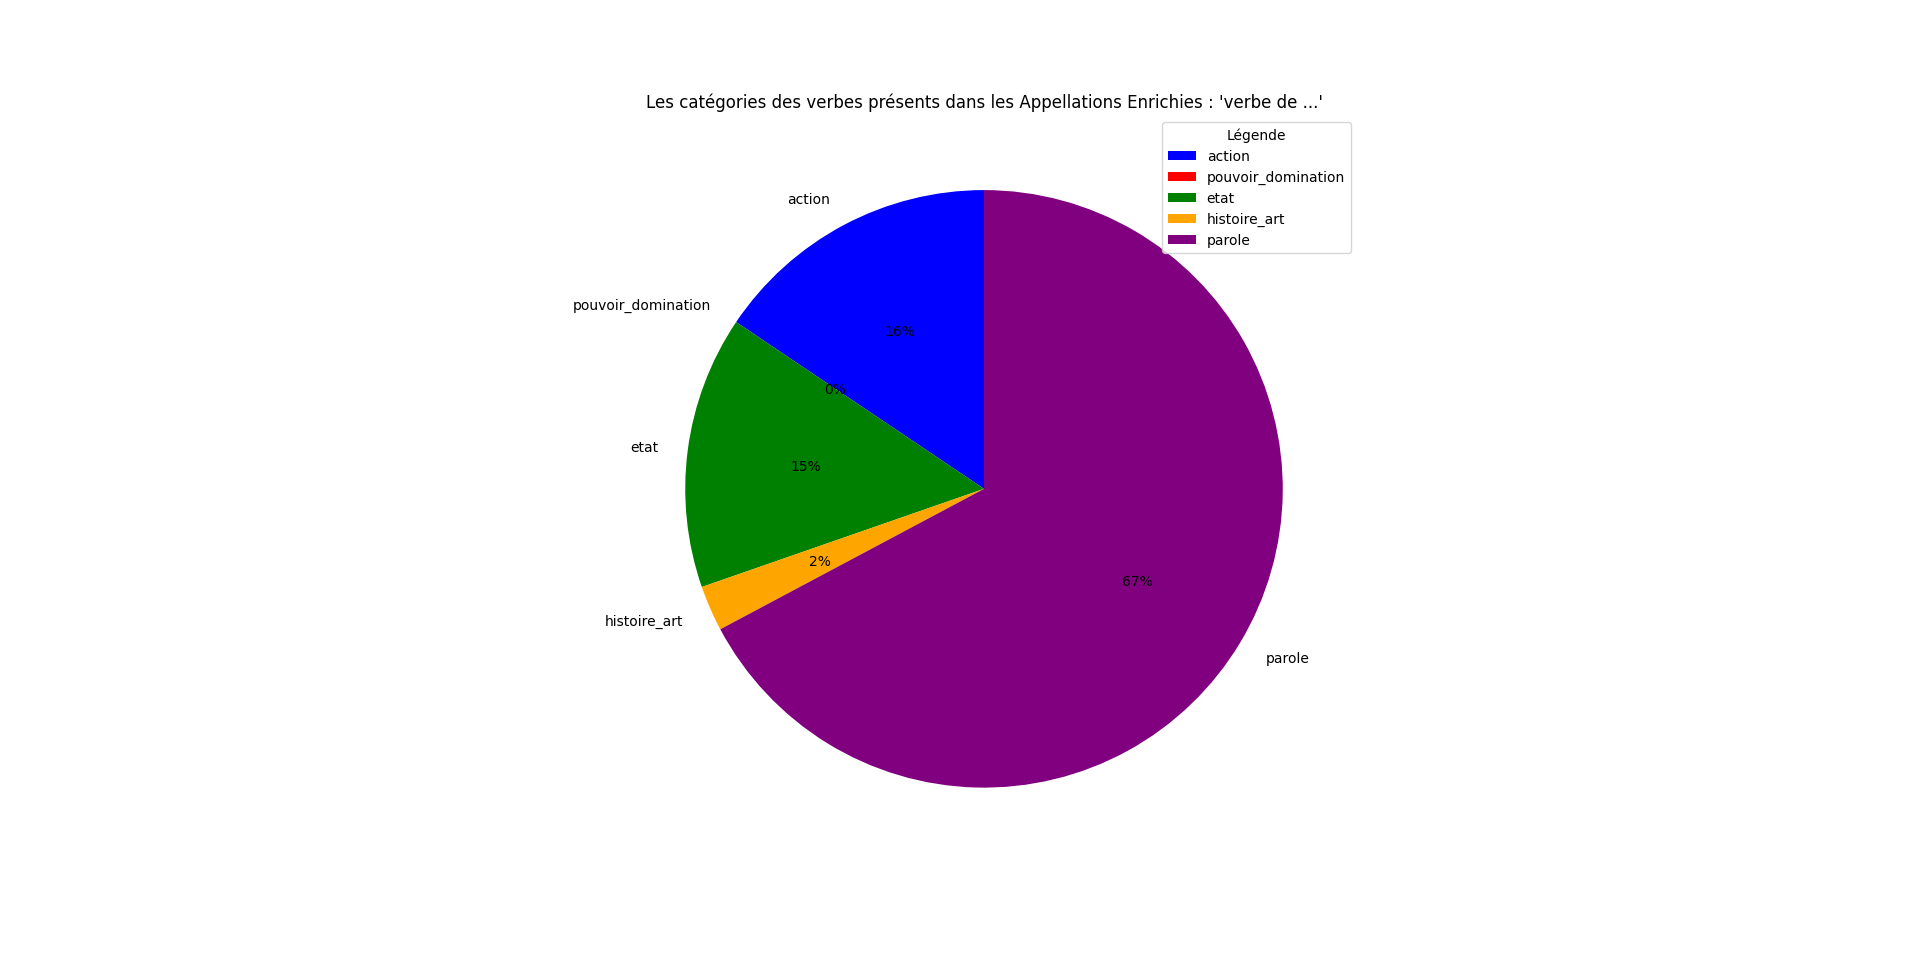 Les catégories des verbes présents dans les Appellations Enrichies : 'verbe de ...'
Légende
action
pouvoir_domination
etat
histoire_art
parole
action
pouvoir_domination
etat
histoire_art
parole
16%
0%
15%
2%
67%